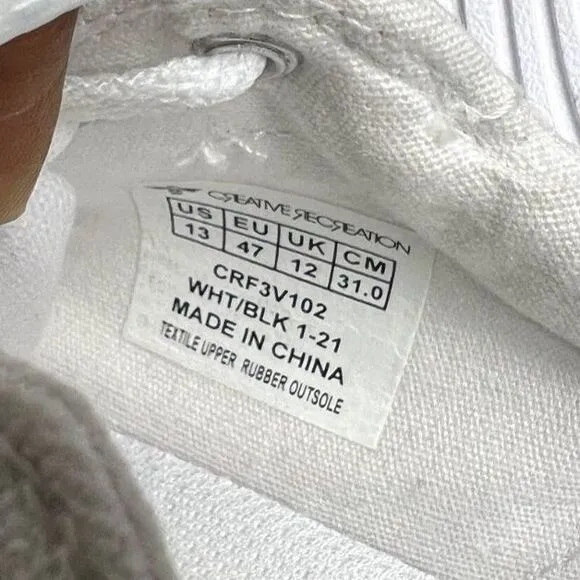 CREATIVE RECREATION
US EU UK CM
13 47 12 31.0
CRF3V102
WHT/BLK 1-21
MADE IN CHINA
TEXTILE UPPER RUBBER OUTSOLE